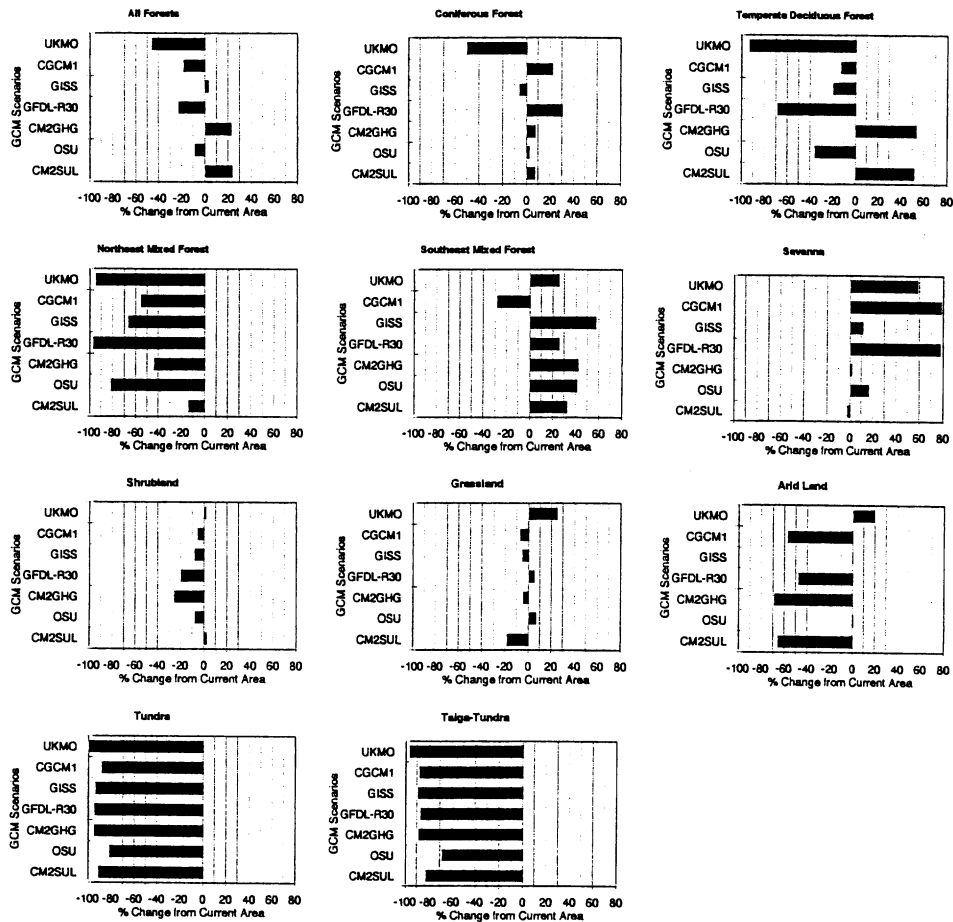 All Forests
GCM Scenarios
UKMO
CGCM1
GISS
GFDL-R30
CM2GHG
OSU
CM2SUL
-100 -80 -60 -40 -20 0 20 40 60 80
% Change from Current Area
Coniferous Forest
GCM Scenarios
UKMO
CGCM1
GISS
GFDL-R30
CM2GHG
OSU
CM2SUL
-100 -80 -60 -40 -20 0 20 40 60 80
% Change from Current Area
Temperate Deciduous Forest
GCM Scenarios
UKMO
CGCM1
GISS
GFDL-R30
CM2GHG
OSU
CM2SUL
-100 -80 -60 -40 -20 0 20 40 60 80
% Change from Current Area
Northeast Mixed Forest
GCM Scenarios
UKMO
CGCM1
GISS
GFDL-R30
CM2GHG
OSU
CM2SUL
-100 -80 -60 -40 -20 0 20 40 60 80
% Change from Current Area
Southeast Mixed Forest
GCM Scenarios
UKMO
CGCM1
GISS
GFDL-R30
CM2GHG
OSU
CM2SUL
-100 -80 -60 -40 -20 0 20 40 60 80
% Change from Current Area
Savanna
GCM Scenarios
UKMO
CGCM1
GISS
GFDL-R30
CM2GHG
OSU
CM2SUL
-100 -80 -60 -40 -20 0 20 40 60 80
% Change from Current Area
Shrubland
GCM Scenarios
UKMO
CGCM1
GISS
GFDL-R30
CM2GHG
OSU
CM2SUL
-100 -80 -60 -40 -20 0 20 40 60 80
% Change from Current Area
Grassland
GCM Scenarios
UKMO
CGCM1
GISS
GFDL-R30
CM2GHG
OSU
CM2SUL
-100 -80 -60 -40 -20 0 20 40 60 80
% Change from Current Area
Arid Land
GCM Scenarios
UKMO
CGCM1
GISS
GFDL-R30
CM2GHG
OSU
CM2SUL
-100 -80 -60 -40 -20 0 20 40 60 80
% Change from Current Area
Tundra
GCM Scenarios
UKMO
CGCM1
GISS
GFDL-R30
CM2GHG
OSU
CM2SUL
-100 -80 -60 -40 -20 0 20 40 60 80
% Change from Current Area
Taiga-Tundra
GCM Scenarios
UKMO
CGCM1
GISS
GFDL-R30
CM2GHG
OSU
CM2SUL
-100 -80 -60 -40 -20 0 20 40 60 80
% Change from Current Area